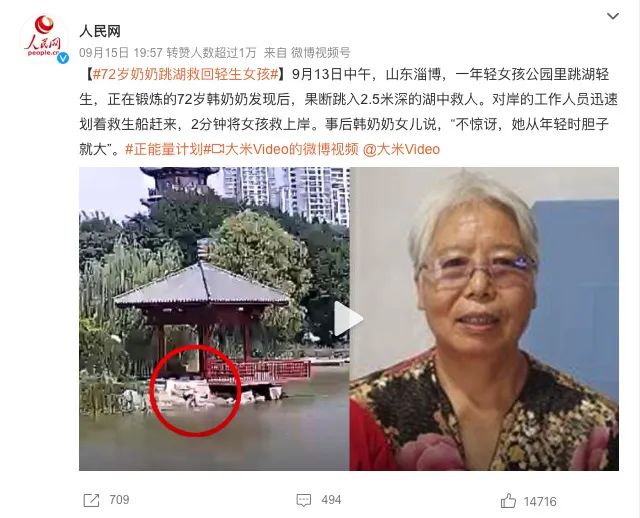 人民网
人民网
people.cn
09月15日 19:57 转赞人数超过1万 来自 微博视频号
【#72岁奶奶跳湖救回轻生女孩#】9月13日中午，山东淄博，一年轻女孩公园里跳湖轻
生，正在锻炼的72岁韩奶奶发现后，果断跳入2.5米深的湖中救人。对岸的工作人员迅速
划着救生船赶来，2分钟将女孩救上岸。事后韩奶奶女儿说，“不惊讶，她从年轻时胆子
就大”。#正能量计划#大米Video的微博视频 @大米Video
709
494
14716